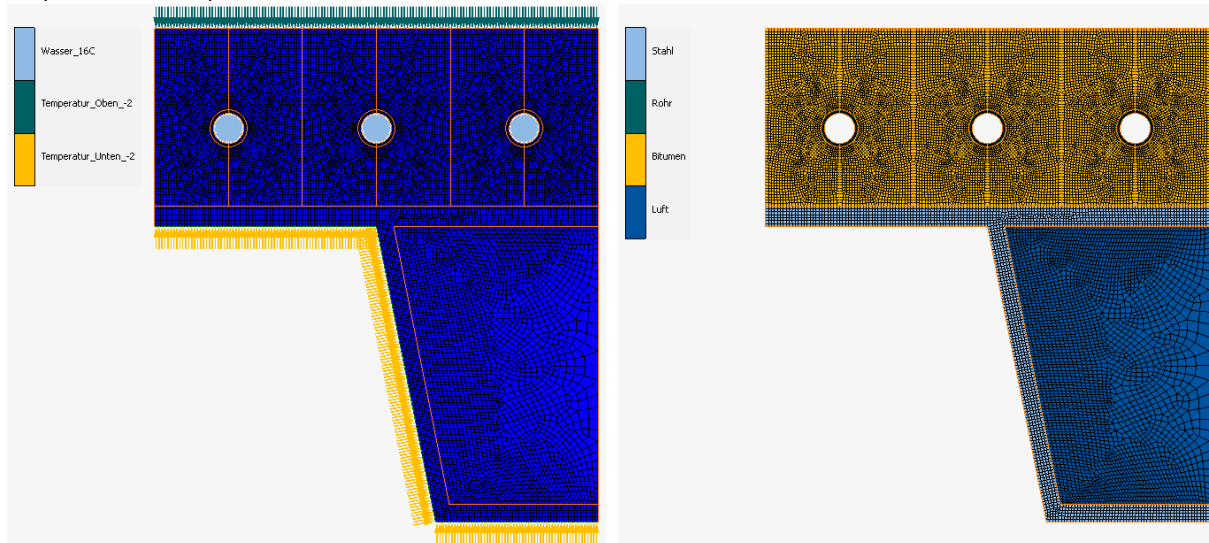 Wasser_16C
Temperatur_Oben_-2
Temperatur_Unten_-2
Stahl
Rohr
Bitumen
Luft